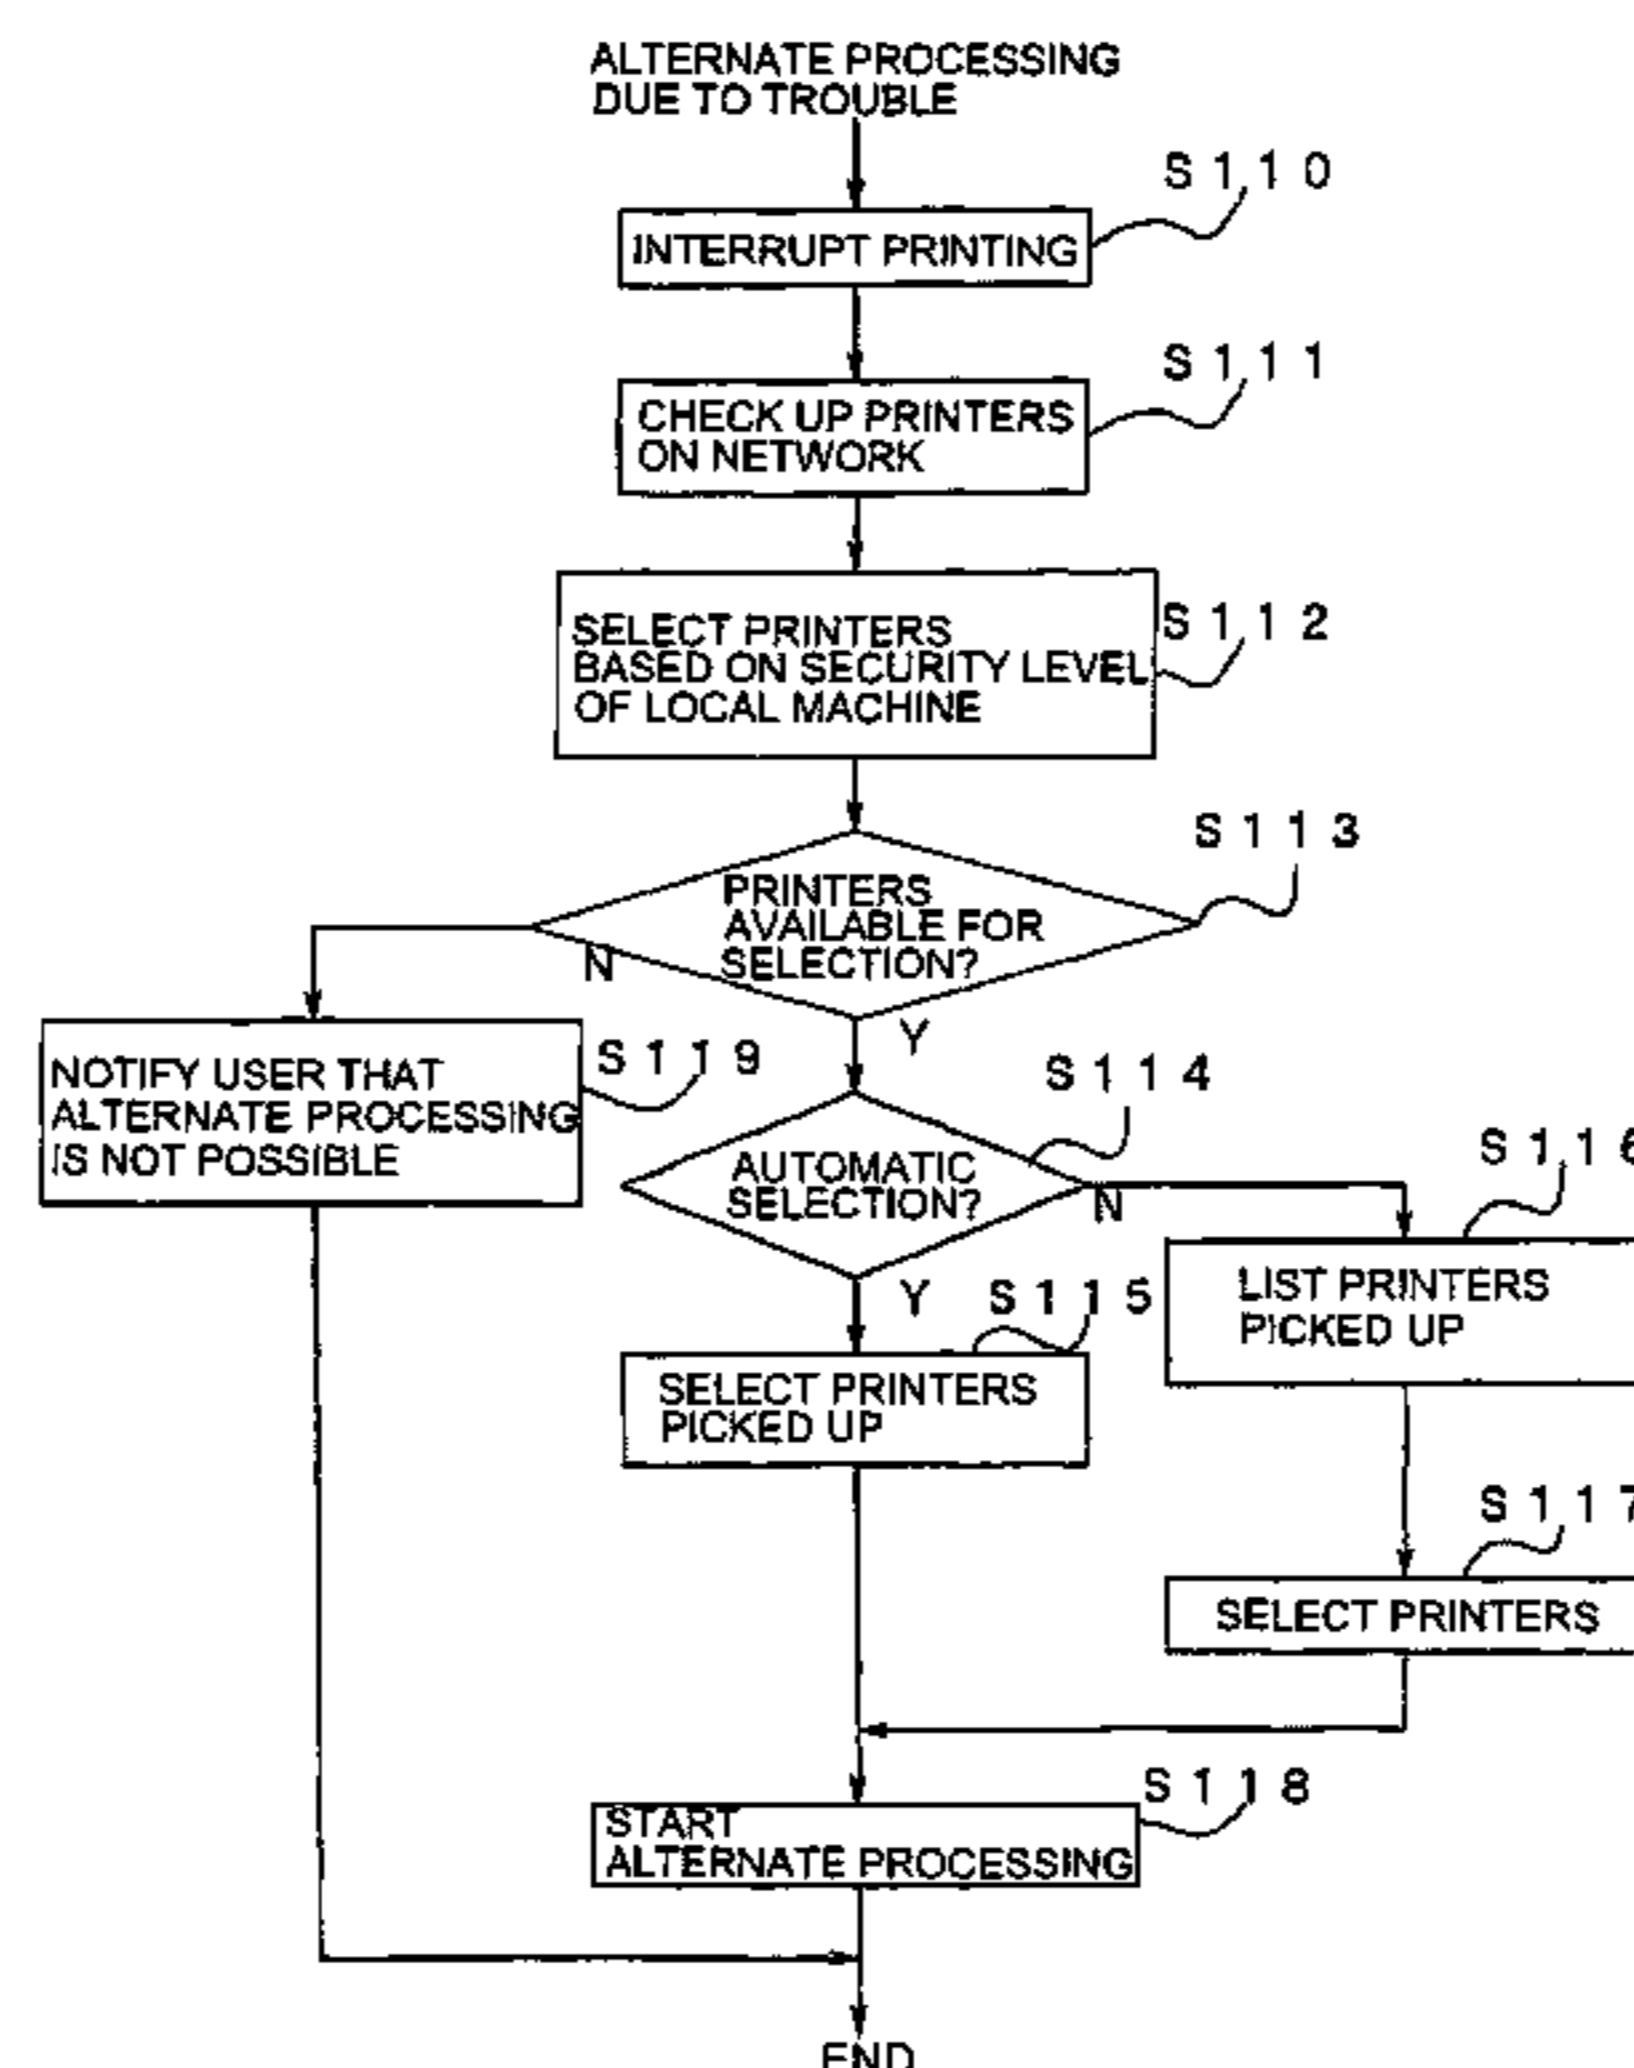 ALTERNATE PROCESSING
DUE TO TROUBLE
S110
INTERRUPT PRINTING
S111
CHECK UP PRINTERS
ON NETWORK
S112
SELECT PRINTERS
BASED ON SECURITY LEVEL
OF LOCAL MACHINE
S113
PRINTERS
AVAILABLE FOR
SELECTION?
N
Y
S119
NOTIFY USER THAT
ALTERNATE PROCESSING
IS NOT POSSIBLE
S114
AUTOMATIC
SELECTION?
N
Y
S116
LIST PRINTERS
PICKED UP
S115
SELECT PRINTERS
PICKED UP
S117
SELECT PRINTERS
S118
START
ALTERNATE PROCESSING
END